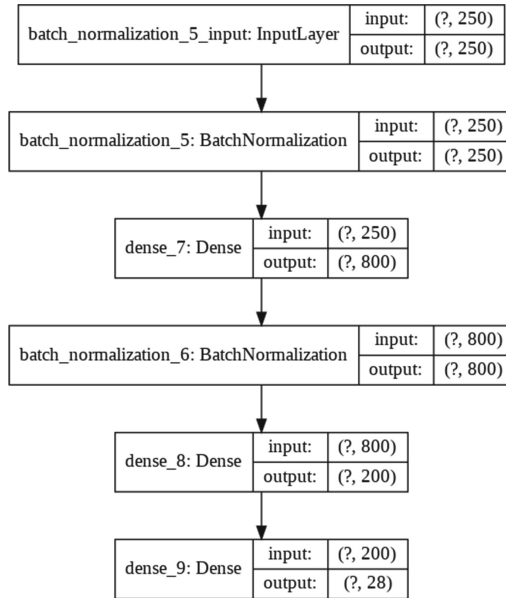 batch_normalization_5_input: InputLayer
input: (?, 250)
output: (?, 250)
batch_normalization_5: BatchNormalization
input: (?, 250)
output: (?, 250)
dense_7: Dense
input: (?, 250)
output: (?, 800)
batch_normalization_6: BatchNormalization
input: (?, 800)
output: (?, 800)
dense_8: Dense
input: (?, 800)
output: (?, 200)
dense_9: Dense
input: (?, 200)
output: (?, 28)